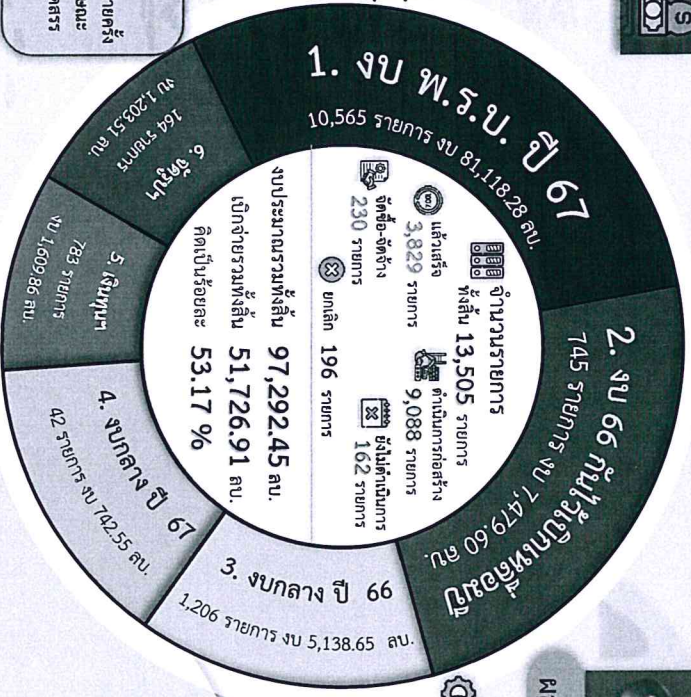 1. งบ พ.ร.บ. ปี 67
10,565 รายการ งบ 81,118.28 ลบ.
2. งบ 66 กันไว้เบิกเหลื่อมปี
745 รายการ งบ 7,479.60 ลบ.
3. งบกลาง ปี 66
1,206 รายการ งบ 5,138.65 ลบ.
4. งบกลาง ปี 67
42 รายการ งบ 742.55 ลบ.
5. เงินทุนฯ
783 รายการ
งบ 1,609.86 ลบ.
6. จัดรูปฯ
164 รายการ
งบ 1,203.51 ลบ.
จำนวนรายการ
ทั้งสิ้น 13,505 รายการ
แล้วเสร็จ
3,829 รายการ
ดำเนินการก่อสร้าง
9,088 รายการ
จัดซื้อ-จัดจ้าง
230 รายการ
ยังไม่ดำเนินการ
162 รายการ
ยกเลิก 196 รายการ
งบประมาณรวมทั้งสิ้น 97,292.45 ลบ.
เบิกจ่ายรวมทั้งสิ้น 51,726.91 ลบ.
คิดเป็นร้อยละ 53.17 %